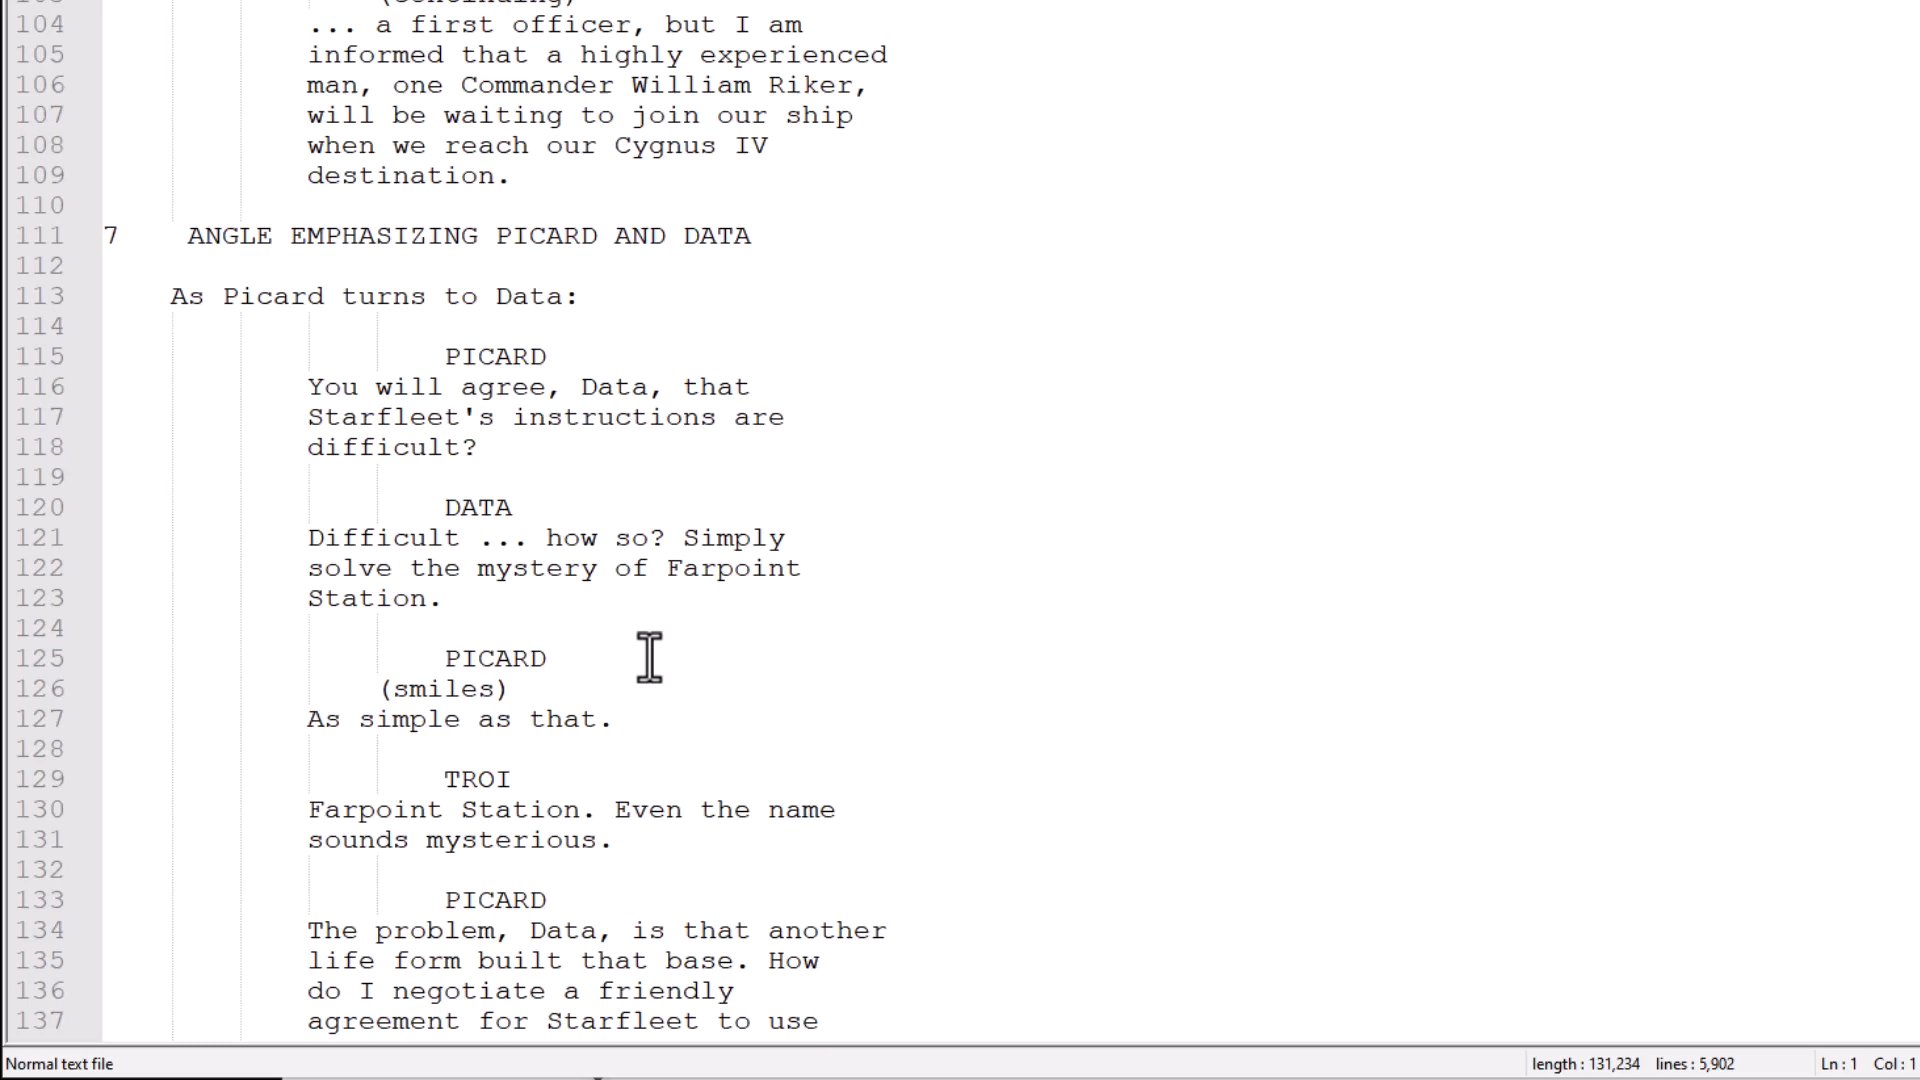 104 ... a first officer, but I am
105 informed that a highly experienced
106 man, one Commander William Riker,
107 will be waiting to join our ship
108 when we reach our Cygnus IV
109 destination.
110
111 7 ANGLE EMPHASIZING PICARD AND DATA
112
113 As Picard turns to Data:
114
115 PICARD
116 You will agree, Data, that
117 Starfleet's instructions are
118 difficult?
119
120 DATA
121 Difficult ... how so? Simply
122 solve the mystery of Farpoint
123 Station.
124
125 PICARD
126 (smiles)
127 As simple as that.
128
129 TROI
130 Farpoint Station. Even the name
131 sounds mysterious.
132
133 PICARD
134 The problem, Data, is that another
135 life form built that base. How
136 do I negotiate a friendly
137 agreement for Starfleet to use
Normal text file length : 131,234 lines : 5,902 Ln : 1 Col : 1